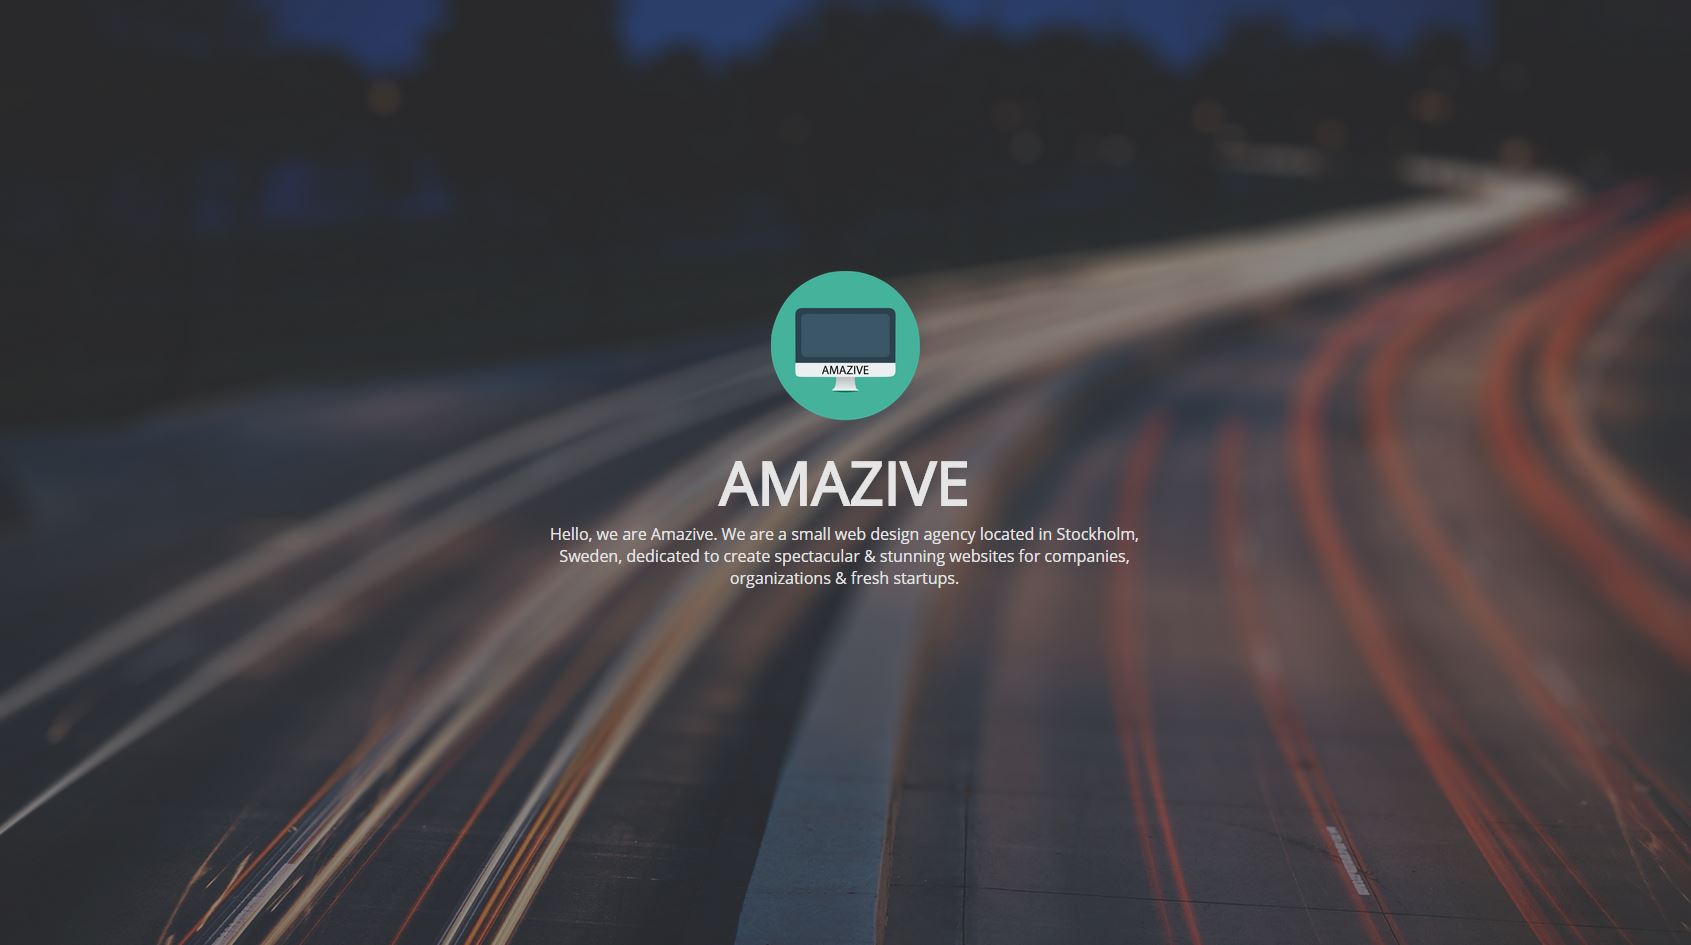 AMAZIVE
AMAZIVE
Hello, we are Amazive. We are a small web design agency located in Stockholm,
Sweden, dedicated to create spectacular & stunning websites for companies,
organizations & fresh startups.